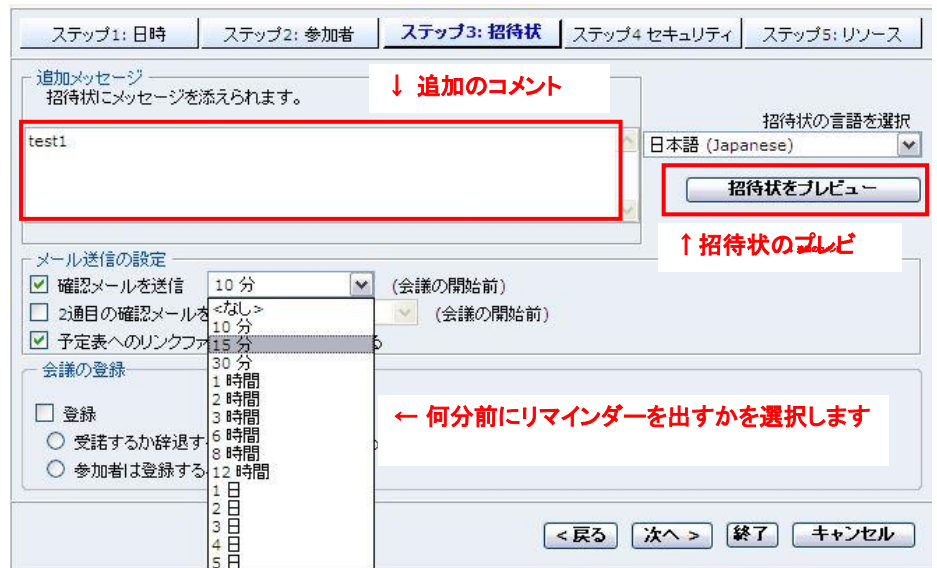 ステップ1: 日時 ステップ2: 参加者 ステップ3: 招待状 ステップ4 セキュリティ ステップ5: リソース
追加メッセージ
招待状にメッセージを添えられます。
↓ 追加のコメント
招待状の言語を選択
test1
日本語 (Japanese)
招待状をプレビュー
↑招待状のプレビ
メール送信の設定
確認メールを送信 10 分 (会議の開始前)
2通目の確認メールを (会議の開始前)
予定表へのリンクファ る
<なし>
10 分
15 分
30 分
1 時間
2 時間
3 時間
6 時間
8 時間
12 時間
1 日
2 日
3 日
4 日
5 日
会議の登録
登録
← 何分前にリマインダーを出すかを選択します
受諾するか辞退す
参加者は登録する
<戻る 次へ > 終了 キャンセル